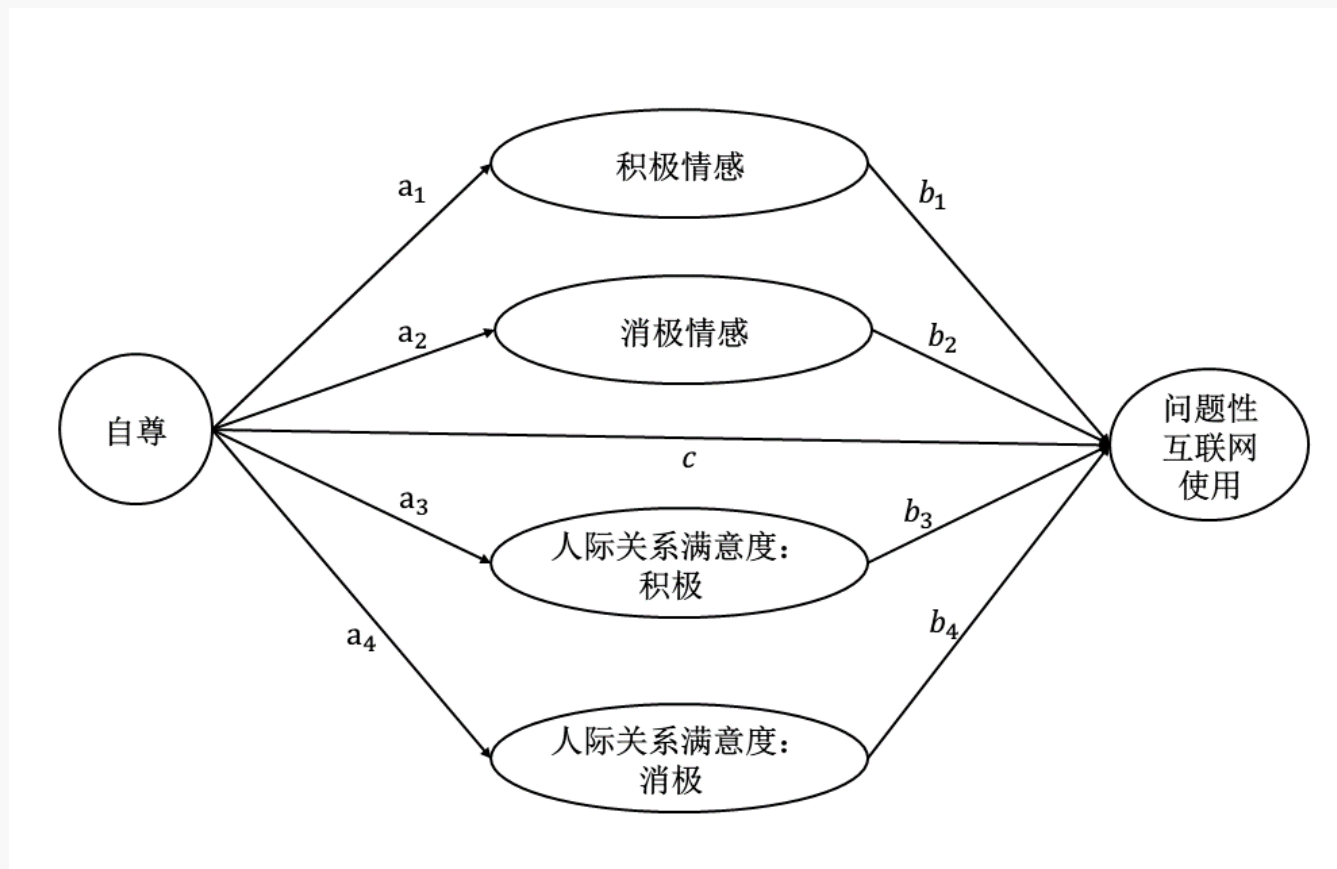 积极情感
a₁
b₁
消极情感
a₂
b₂
自尊
c
问题性
互联网
使用
a₃
b₃
人际关系满意度：
积极
a₄
b₄
人际关系满意度：
消极